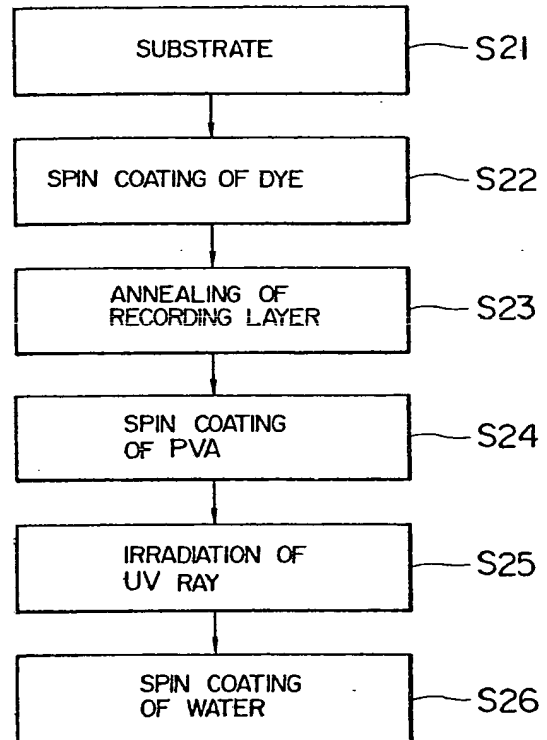 SUBSTRATE
S21
SPIN COATING OF DYE
S22
ANNEALING OF
RECORDING LAYER
S23
SPIN COATING
OF PVA
S24
IRRADIATION OF
UV RAY
S25
SPIN COATING
OF WATER
S26